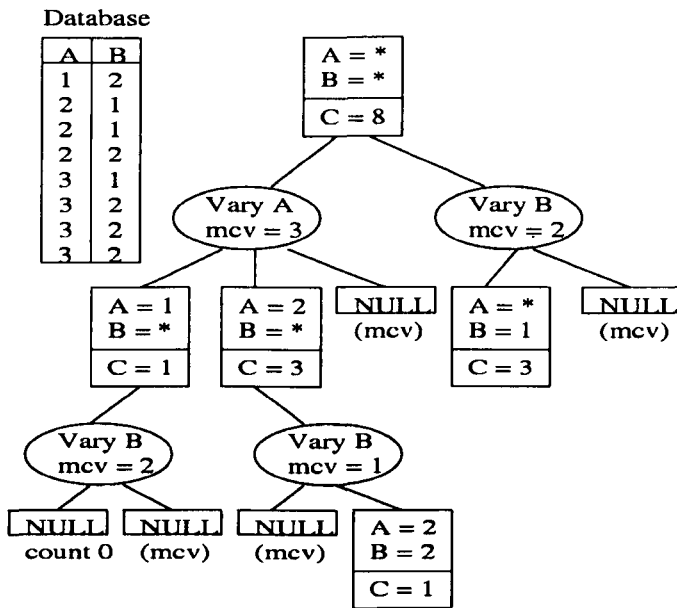 Database
A B
1 2
2 1
2 1
2 2
3 1
3 2
3 2
3 2
A = *
B = *
C = 8
Vary A
mcv = 3
Vary B
mcv = 2
A = 1
B = *
C = 1
A = 2
B = *
C = 3
NULL
(mcv)
A = *
B = 1
C = 3
NULL
(mcv)
Vary B
mcv = 2
Vary B
mcv = 1
NULL
count 0
NULL
(mcv)
NULL
(mcv)
A = 2
B = 2
C = 1